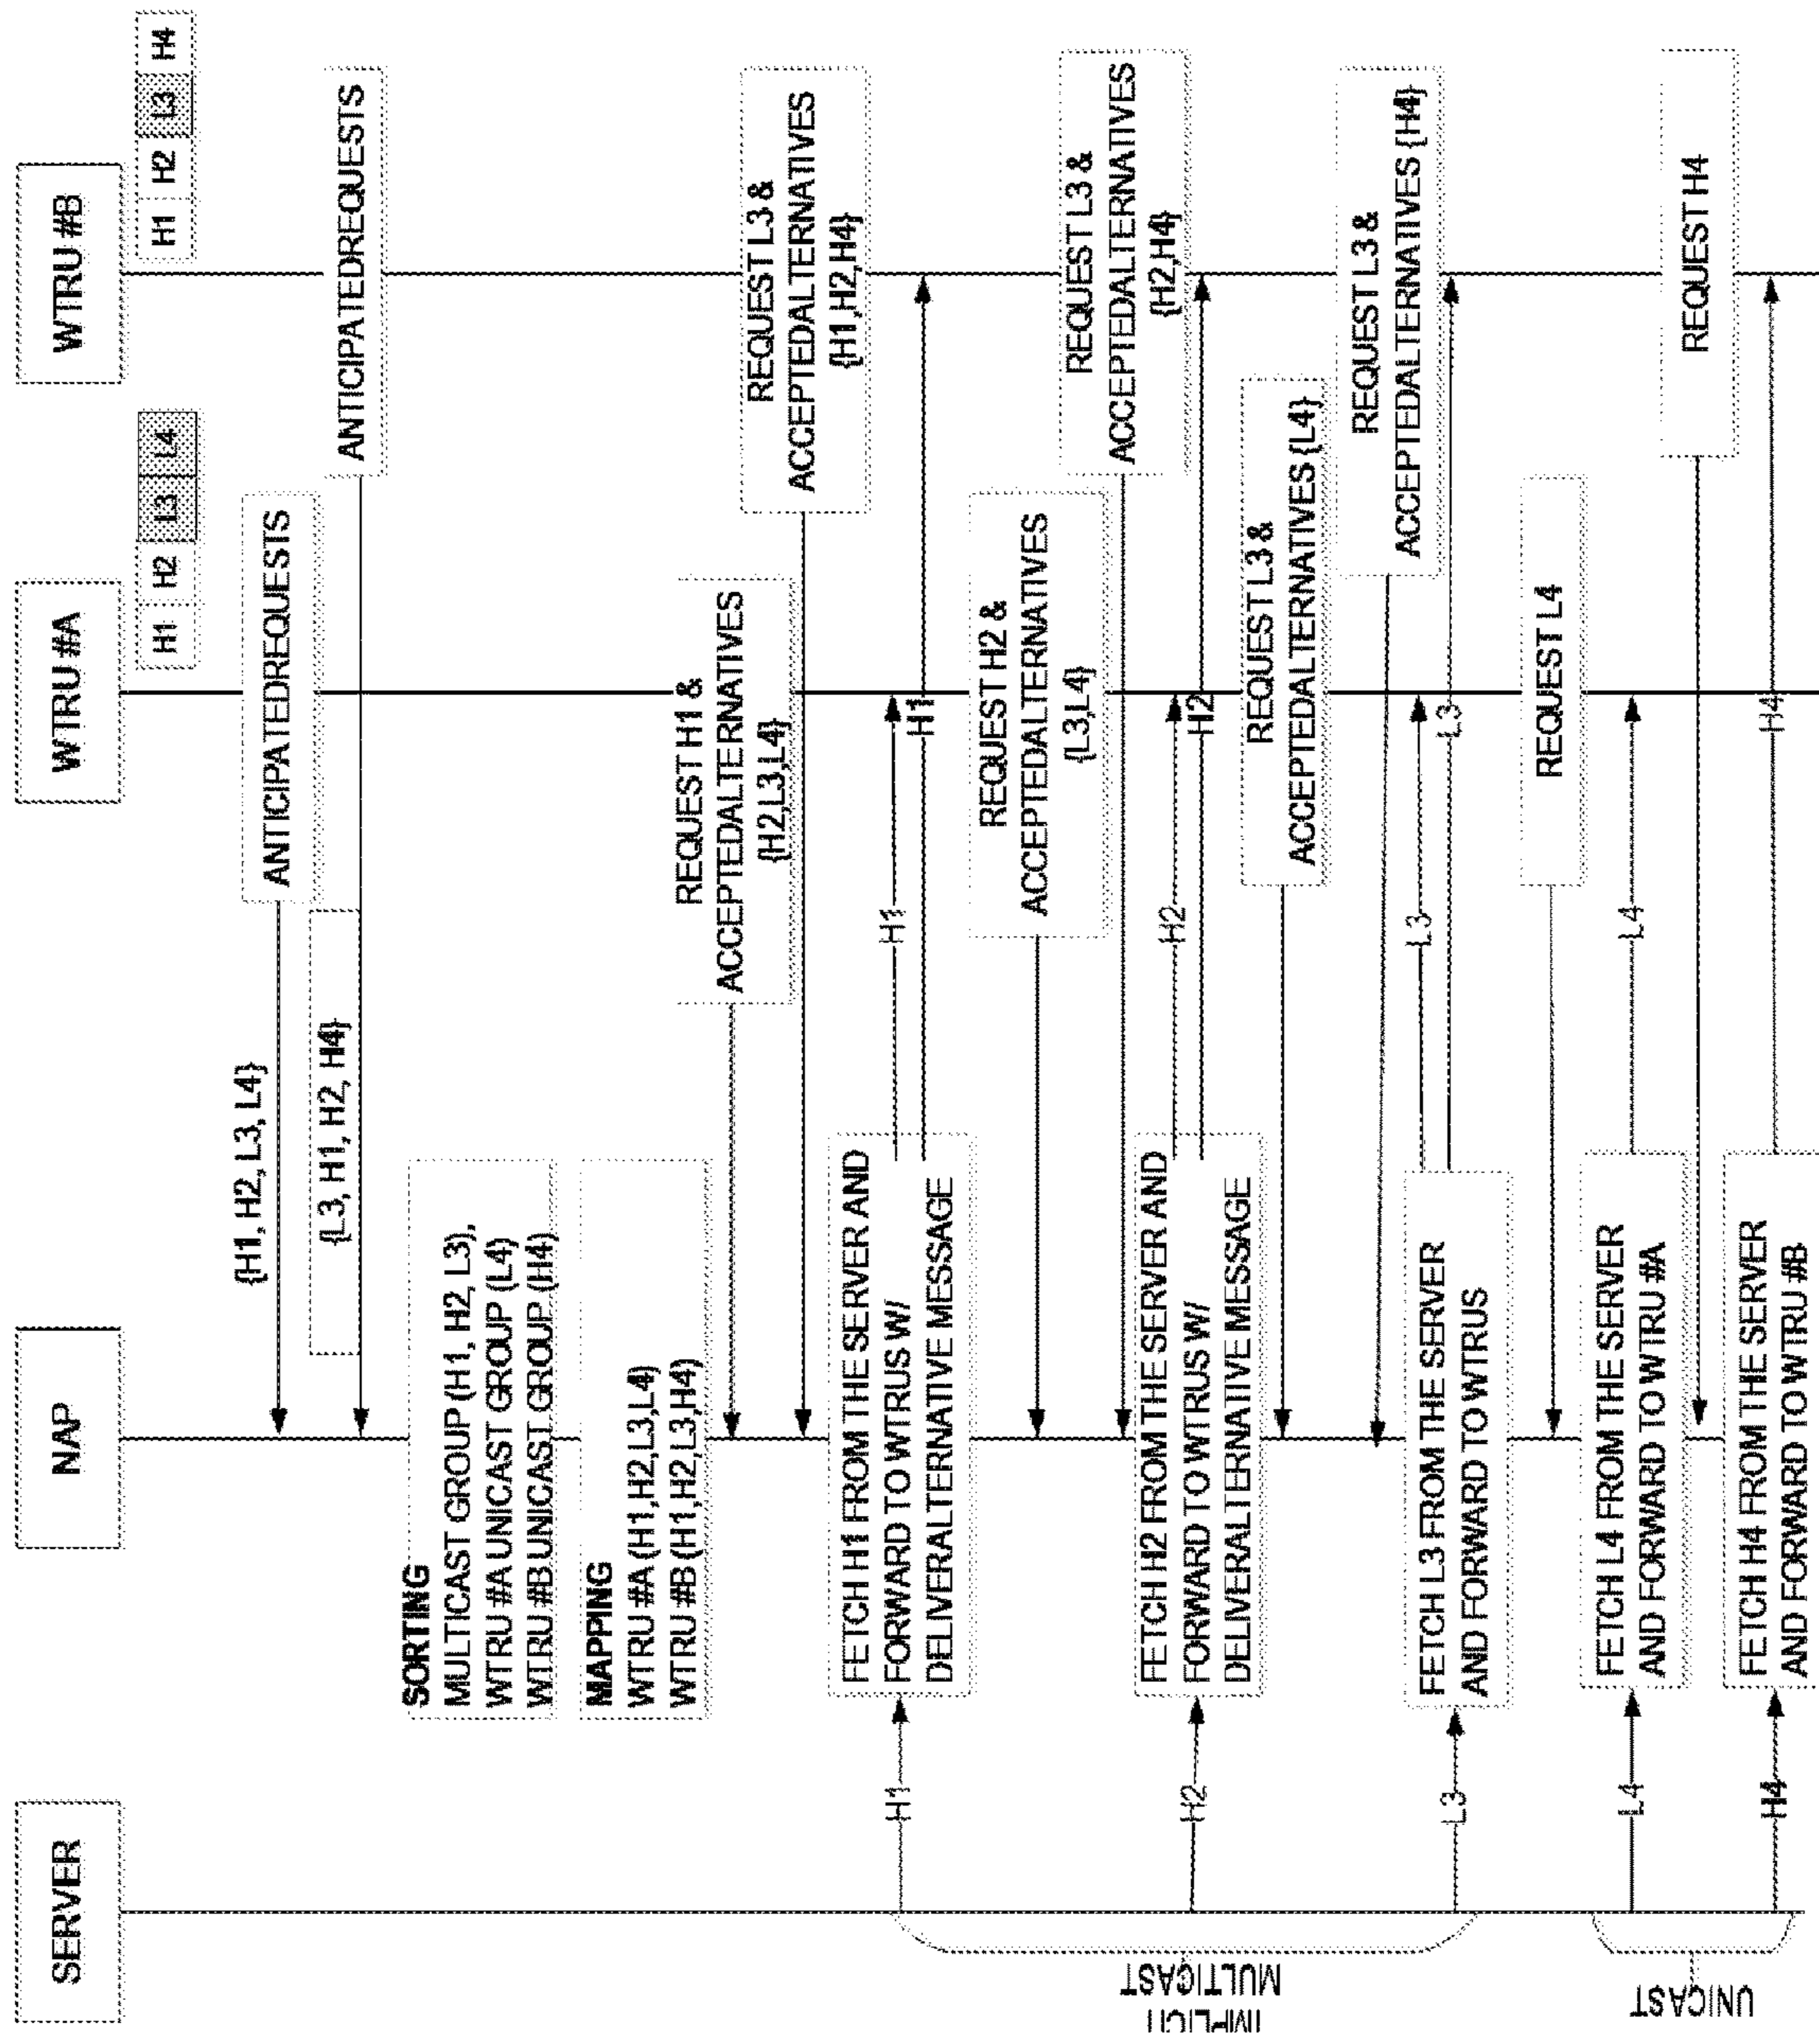 SERVER
NAP
WTRU #A
WTRU #B
H1 H2 L3 L4
H1 H2 L3 H4
ANTICIPATEDREQUESTS
{H1, H2, L3, L4}
ANTICIPATEDREQUESTS
{L3, H1, H2, H4}
SORTING
MULTICAST GROUP (H1, H2, L3),
WTRU #A UNICAST GROUP (L4)
WTRU #B UNICAST GROUP (H4)
MAPPING
WTRU #A (H1,H2,L3,L4)
WTRU #B (H1,H2,L3,H4)
REQUEST H1 &
ACCEPTEDALTERNATIVES
{H2,L3,L4}
REQUEST L3 &
ACCEPTEDALTERNATIVES
{H1,H2,H4}
H1
FETCH H1 FROM THE SERVER AND
FORWARD TO WTRUS W/
DELIVERALTERNATIVE MESSAGE
H1
H1
REQUEST H2 &
ACCEPTEDALTERNATIVES
{L3,L4}
REQUEST L3 &
ACCEPTEDALTERNATIVES
{H2,H4}
H2
FETCH H2 FROM THE SERVER AND
FORWARD TO WTRUS W/
DELIVERALTERNATIVE MESSAGE
H2
H2
REQUEST L3 &
ACCEPTEDALTERNATIVES {L4}
REQUEST L3 &
ACCEPTEDALTERNATIVES {H4}
L3
FETCH L3 FROM THE SERVER
AND FORWARD TO WTRUS
L3
L3
IMPLICIT
MULTICAST
REQUEST L4
L4
FETCH L4 FROM THE SERVER
AND FORWARD TO WTRU #A
L4
REQUEST H4
H4
FETCH H4 FROM THE SERVER
AND FORWARD TO WTRU #B
H4
UNICAST